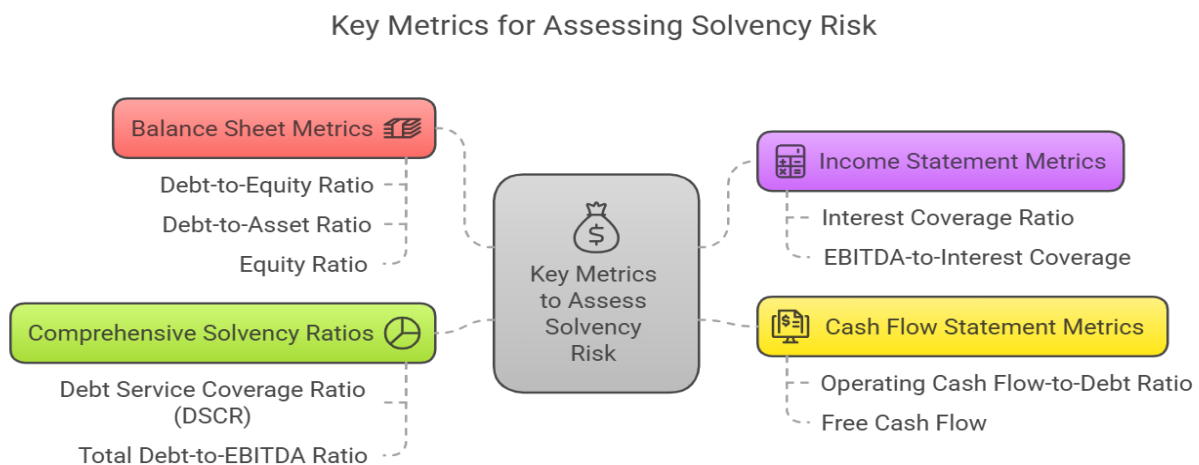 Key Metrics for Assessing Solvency Risk
Balance Sheet Metrics
Debt-to-Equity Ratio
Debt-to-Asset Ratio
Equity Ratio
Comprehensive Solvency Ratios
Debt Service Coverage Ratio
(DSCR)
Total Debt-to-EBITDA Ratio
$
Key Metrics
to Assess
Solvency
Risk
Income Statement Metrics
Interest Coverage Ratio
EBITDA-to-Interest Coverage
$
Cash Flow Statement Metrics
Operating Cash Flow-to-Debt Ratio
Free Cash Flow